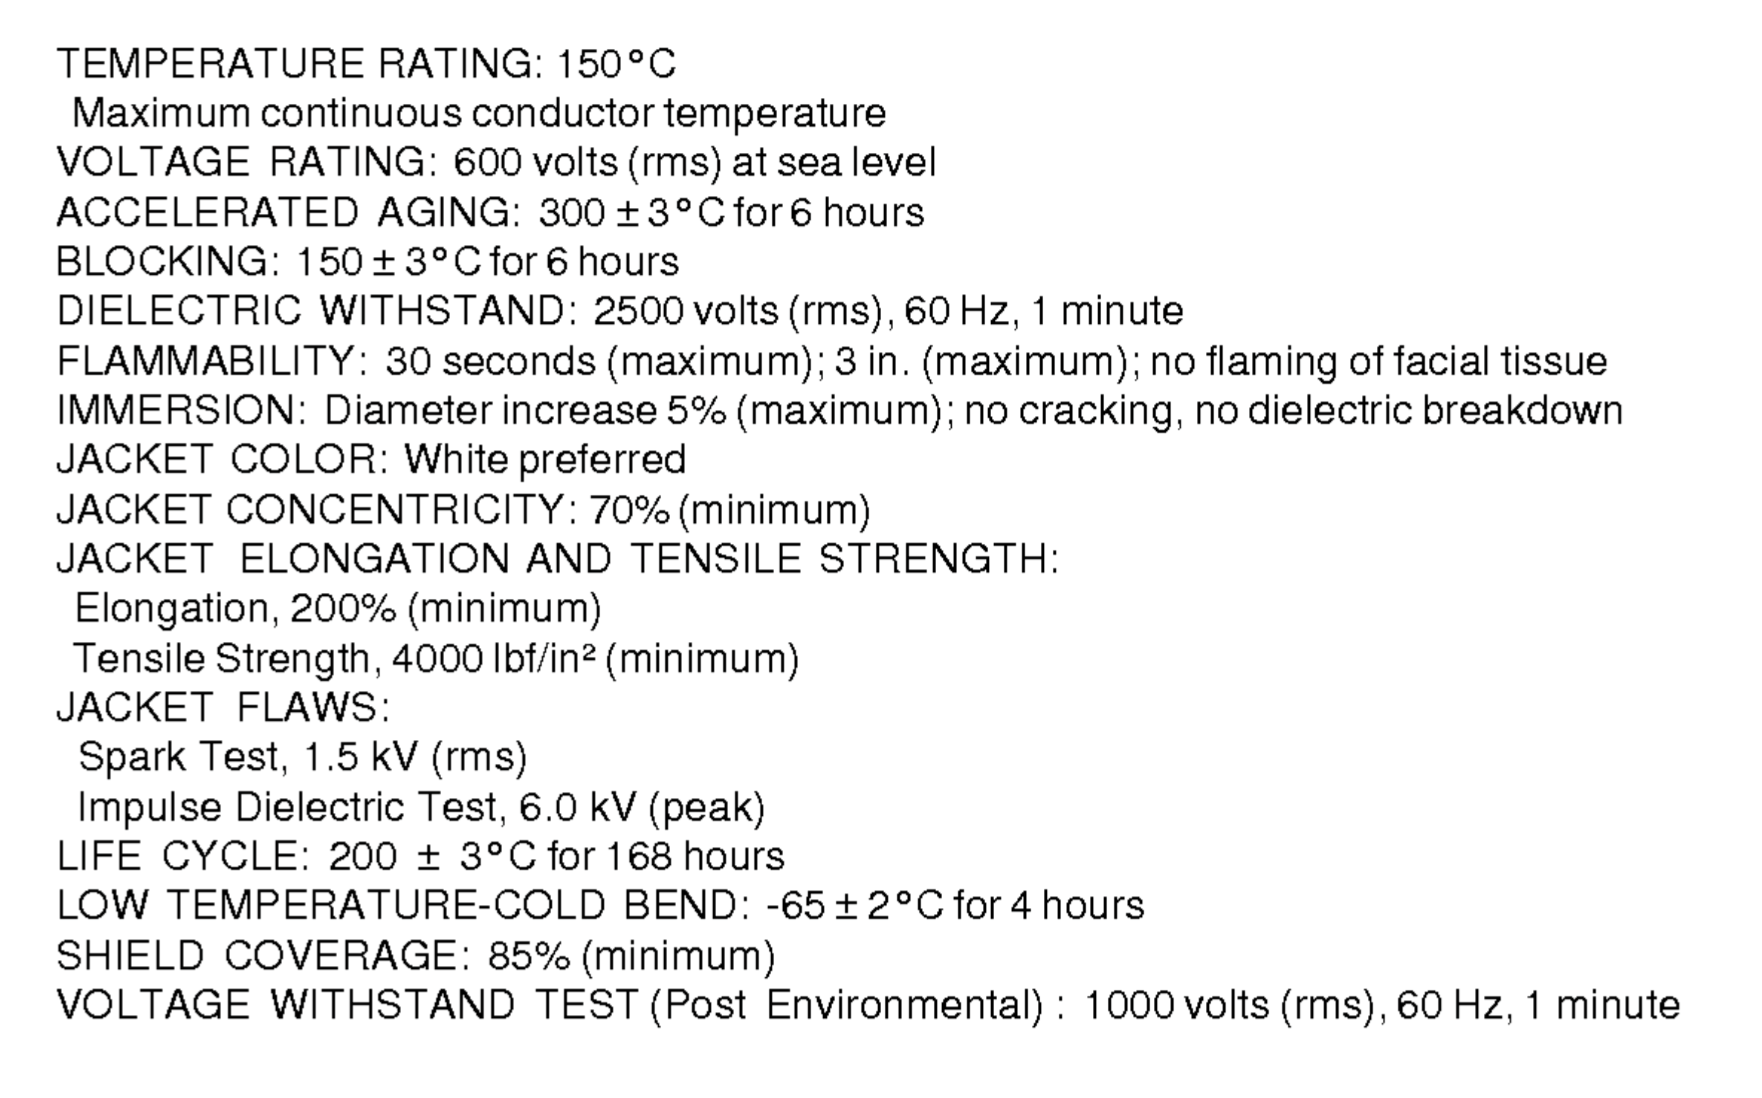 TEMPERATURE RATING: 150°C
Maximum continuous conductor temperature
VOLTAGE RATING: 600 volts (rms) at sea level
ACCELERATED AGING: 300 ± 3°C for 6 hours
BLOCKING: 150 ± 3°C for 6 hours
DIELECTRIC WITHSTAND: 2500 volts (rms), 60 Hz, 1 minute
FLAMMABILITY: 30 seconds (maximum); 3 in. (maximum); no flaming of facial tissue
IMMERSION: Diameter increase 5% (maximum); no cracking, no dielectric breakdown
JACKET COLOR: White preferred
JACKET CONCENTRICITY: 70% (minimum)
JACKET ELONGATION AND TENSILE STRENGTH:
Elongation, 200% (minimum)
Tensile Strength, 4000 lbf/in² (minimum)
JACKET FLAWS:
Spark Test, 1.5 kV (rms)
Impulse Dielectric Test, 6.0 kV (peak)
LIFE CYCLE: 200 ± 3°C for 168 hours
LOW TEMPERATURE-COLD BEND: -65 ± 2°C for 4 hours
SHIELD COVERAGE: 85% (minimum)
VOLTAGE WITHSTAND TEST (Post Environmental) : 1000 volts (rms), 60 Hz, 1 minute